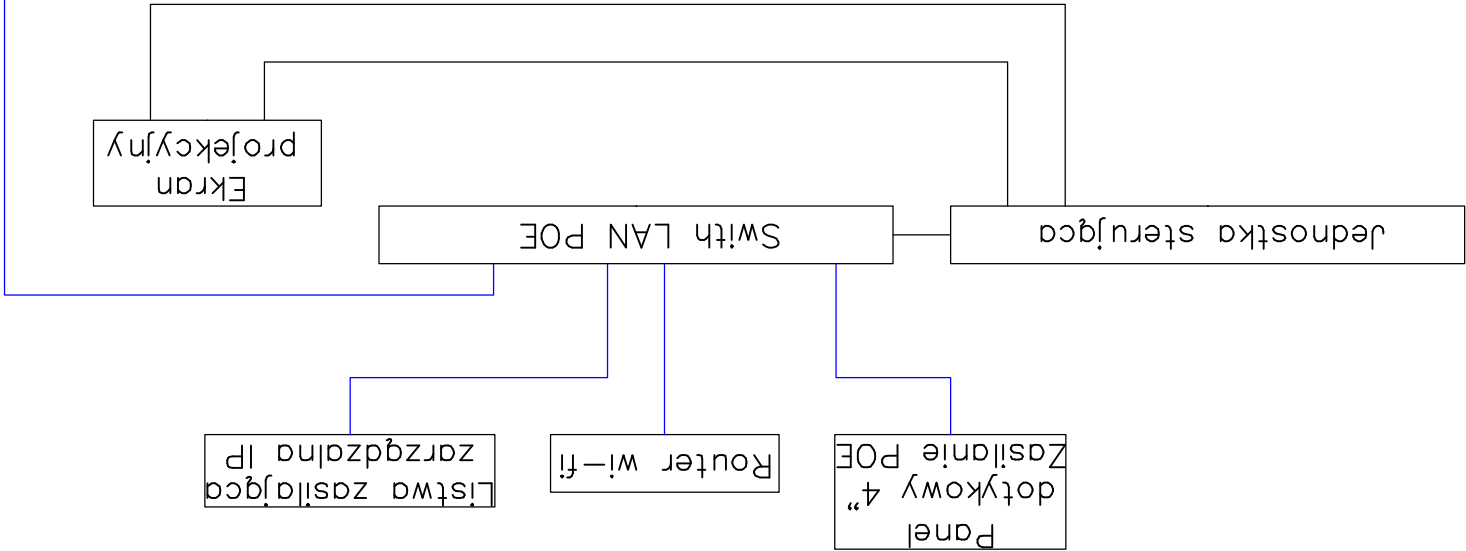 Panel
dotykowy 4"
Zasilanie POE
Router wi-fi
Listwa zasilająca
zarządzalna IP
Jednostka sterująca
Swith LAN POE
Ekran
projekcyjny